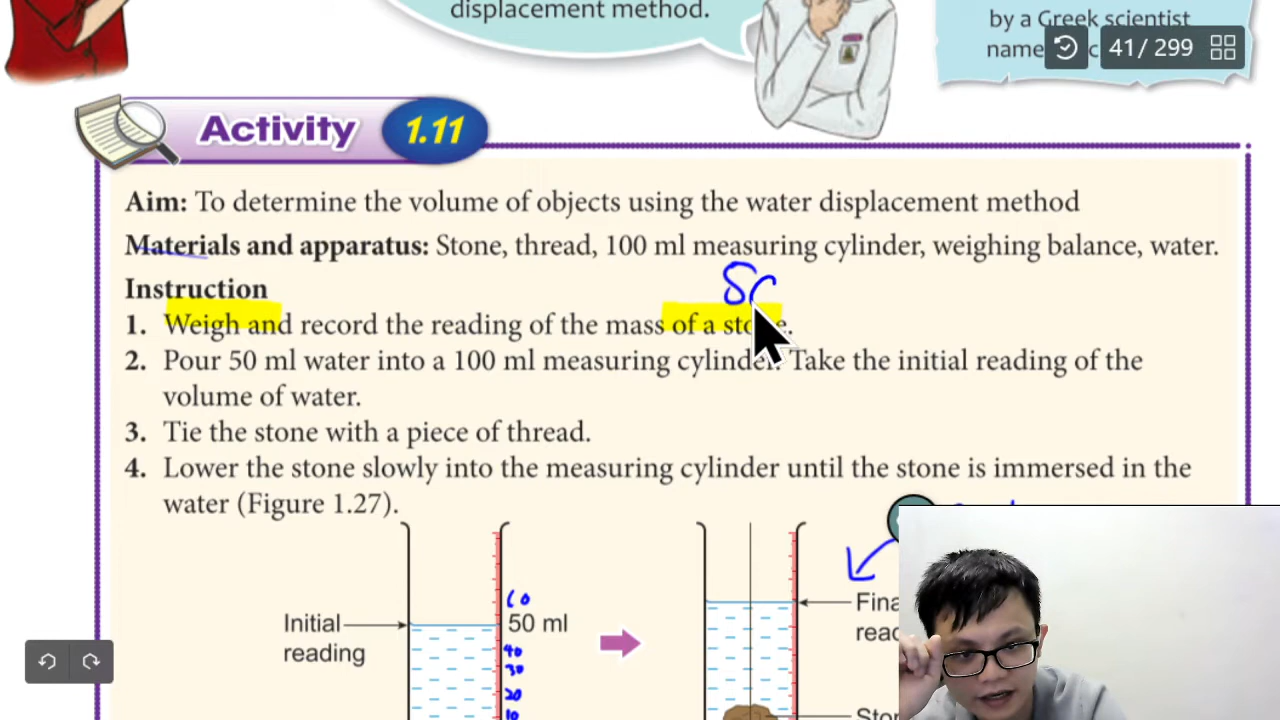 displacement method.
by a Greek scientist
41 / 299
Activity 1.11
Aim: To determine the volume of objects using the water displacement method
Materials and apparatus: Stone, thread, 100 ml measuring cylinder, weighing balance, water.
Instruction
1. Weigh and record the reading of the mass of a stone.
2. Pour 50 ml water into a 100 ml measuring cylinder. Take the initial reading of the
volume of water.
3. Tie the stone with a piece of thread.
4. Lower the stone slowly into the measuring cylinder until the stone is immersed in the
water (Figure 1.27).
Initial
reading
60
50 ml
40
30
20
10